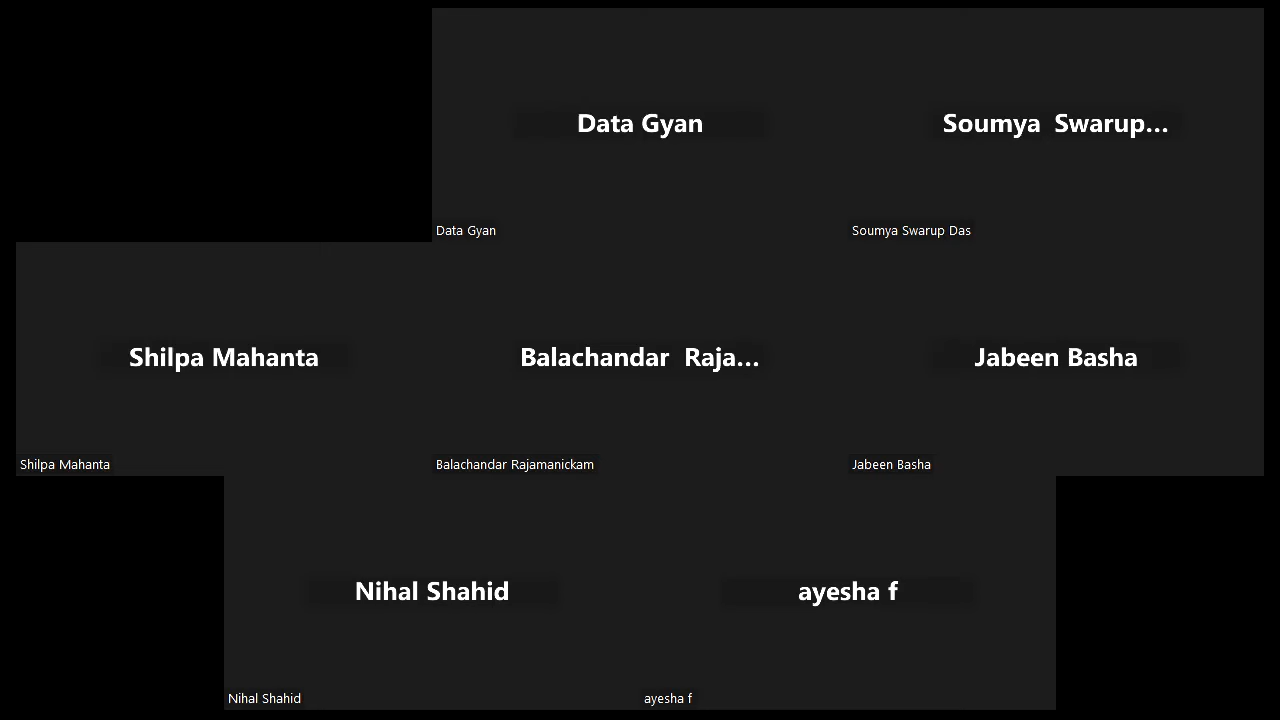 Data Gyan
Soumya  Swarup...
Data Gyan
Soumya Swarup Das
Shilpa Mahanta
Balachandar  Raja...
Jabeen Basha
Shilpa Mahanta
Balachandar Rajamanickam
Jabeen Basha
Nihal Shahid
ayesha f
Nihal Shahid
ayesha f